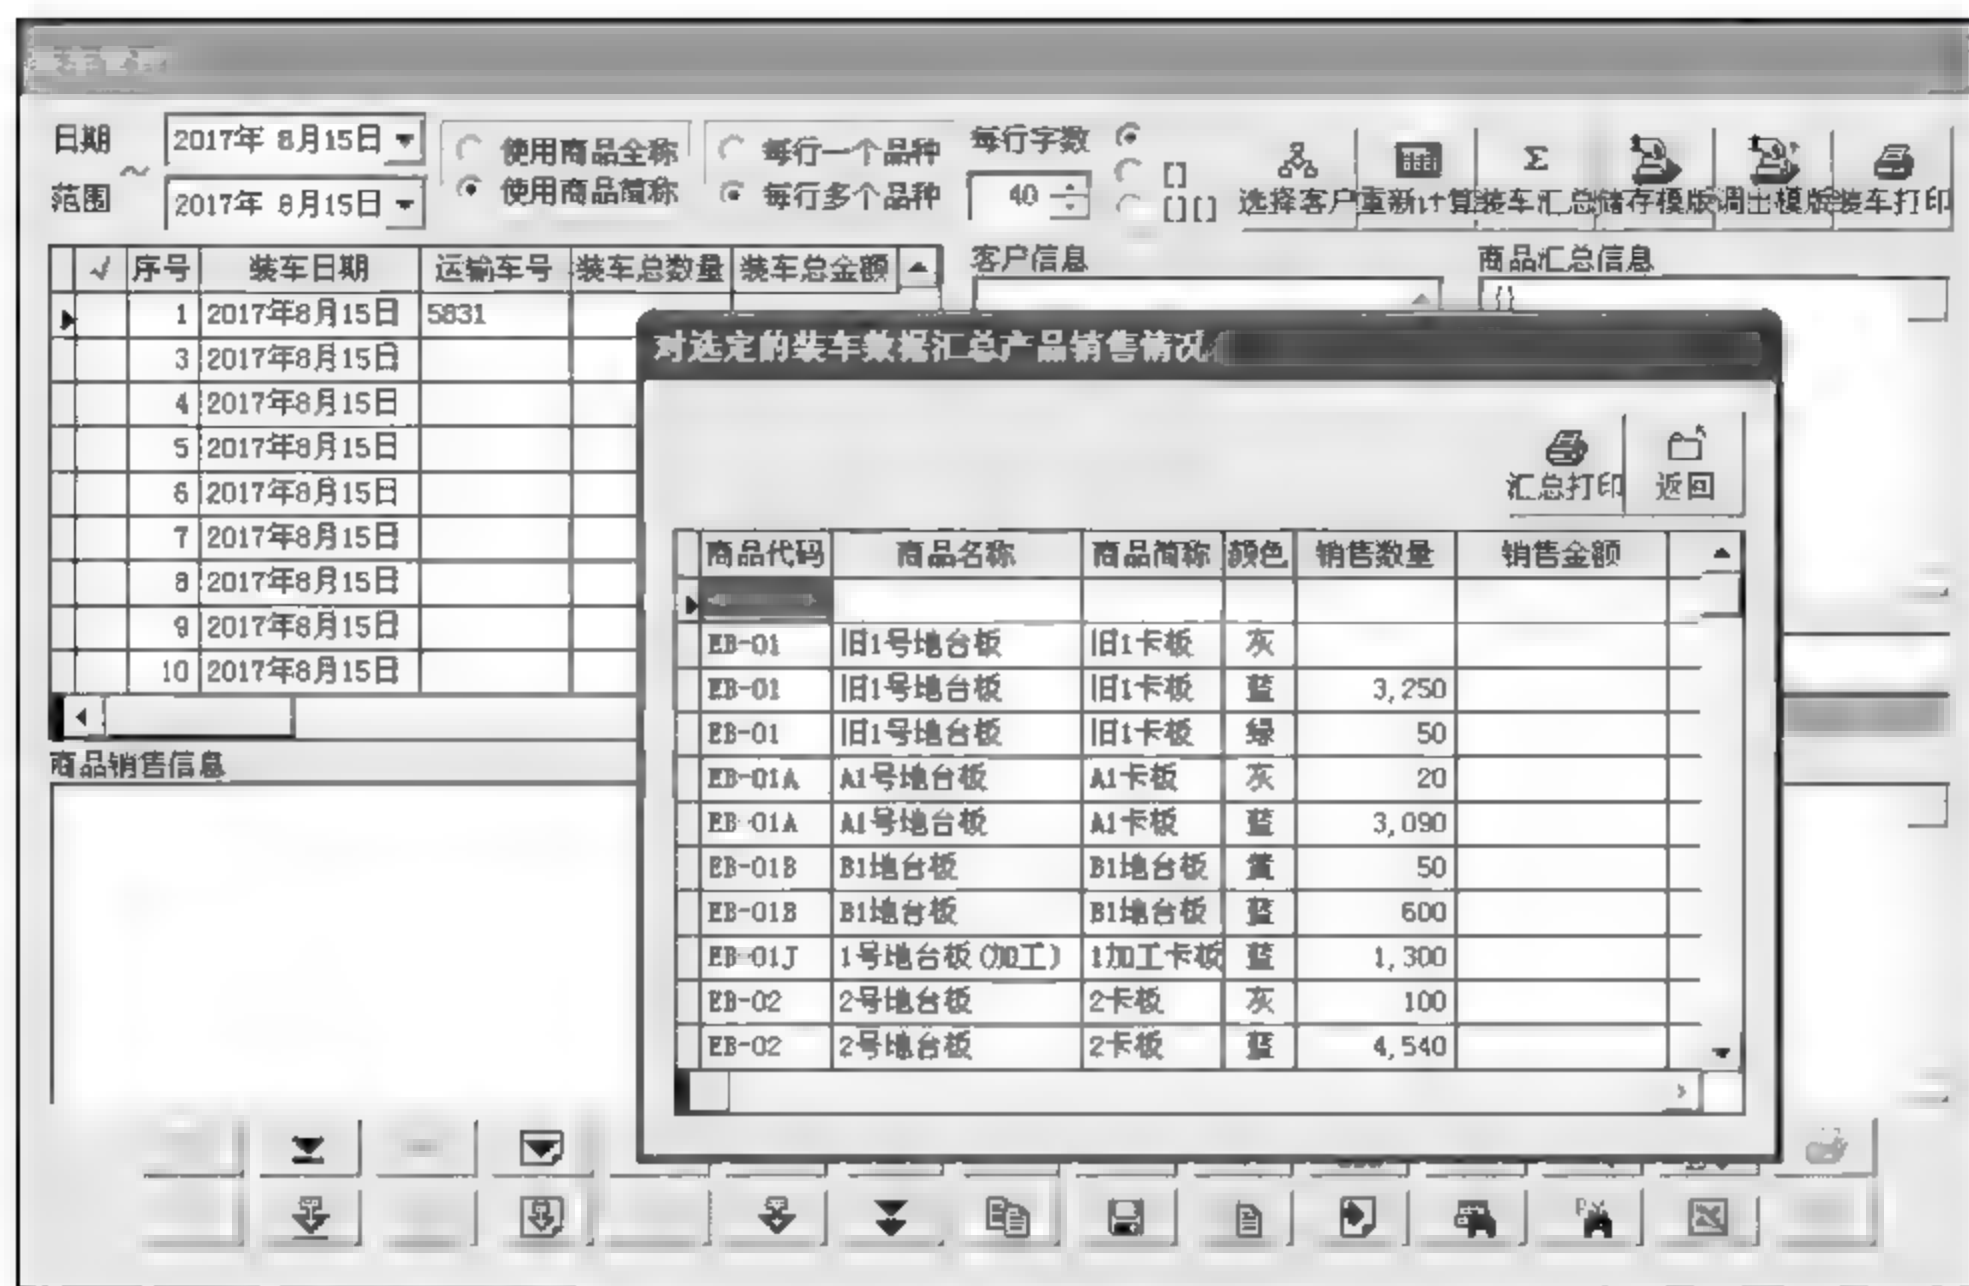 装车管理
日期 2017年 8月15日 使用商品全称 每行一个品种 每行字数
~ []
范围 2017年 8月15日 使用商品简称 每行多个品种 40 [][]
选择客户 重新计算 装车汇总 储存模版 调出模版 装车打印
√ 序号 装车日期 运输车号 装车总数量 装车总金额
客户信息 商品汇总信息
{}
1 2017年8月15日 5831
3 2017年8月15日
4 2017年8月15日
5 2017年8月15日
6 2017年8月15日
7 2017年8月15日
8 2017年8月15日
9 2017年8月15日
10 2017年8月15日
商品销售信息
对选定的装车数据汇总产品销售情况
汇总打印 返回
商品代码 商品名称 商品简称 颜色 销售数量 销售金额
EB-01 旧1号地台板 旧1卡板 灰
EB-01 旧1号地台板 旧1卡板 蓝 3,250
EB-01 旧1号地台板 旧1卡板 绿 50
EB-01A A1号地台板 A1卡板 灰 20
EB-01A A1号地台板 A1卡板 蓝 3,090
EB-01B B1地台板 B1地台板 黄 50
EB-01B B1地台板 B1地台板 蓝 600
EB-01J 1号地台板(加工) 1加工卡板 蓝 1,300
EB-02 2号地台板 2卡板 灰 100
EB-02 2号地台板 2卡板 蓝 4,540